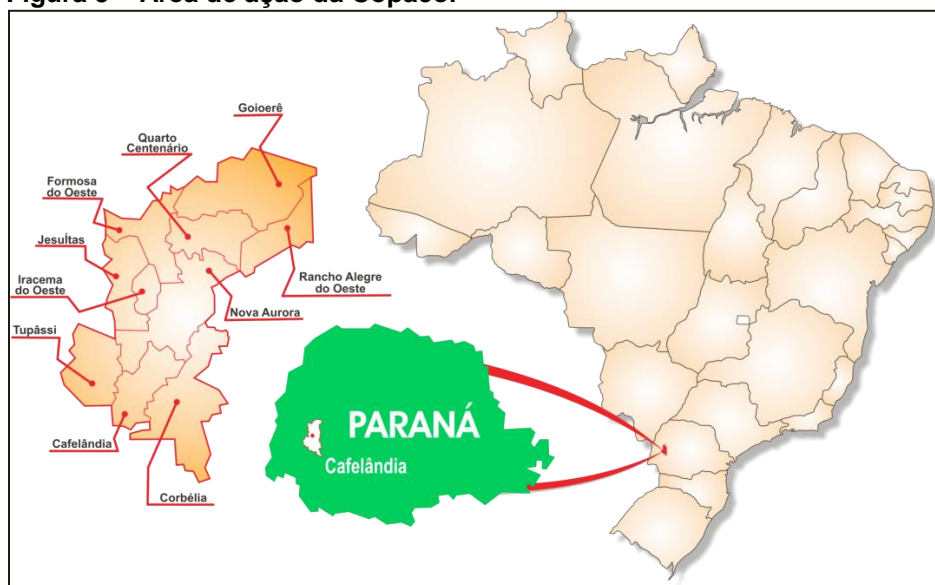 Figura 3 – Área de ação da Copacol
Goioerê
Quarto
Centenário
Formosa
do Oeste
Jesuítas
Iracema
do Oeste
Rancho Alegre
do Oeste
Nova Aurora
Tupãssi
PARANÁ
Cafelândia
Cafelândia
Corbélia